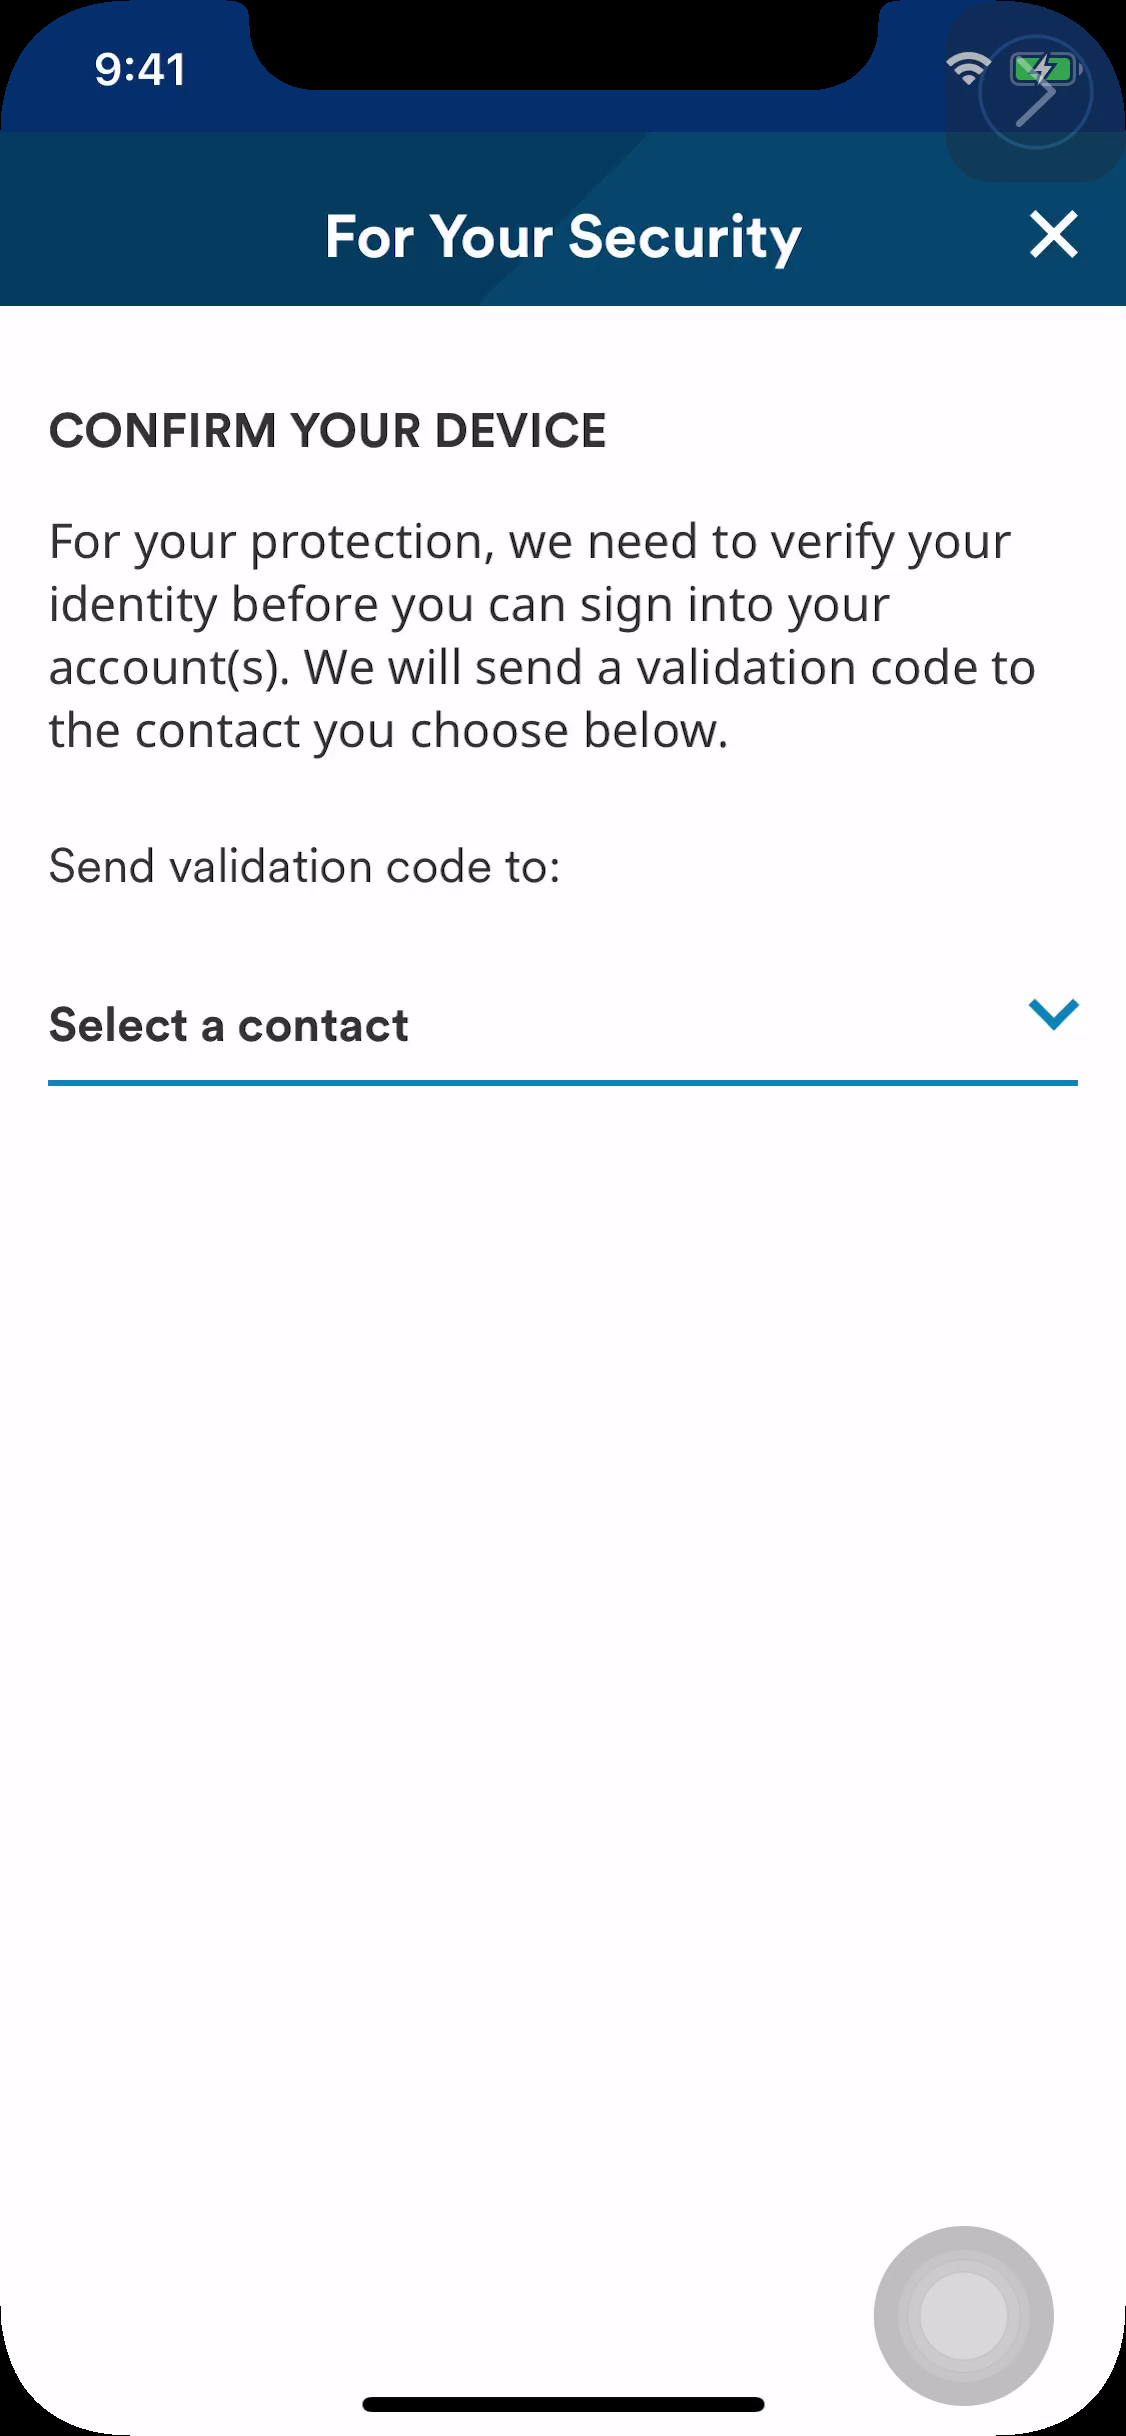 9:41
For Your Security
CONFIRM YOUR DEVICE
For your protection, we need to verify your
identity before you can sign into your
account(s). We will send a validation code to
the contact you choose below.
Send validation code to:
Select a contact